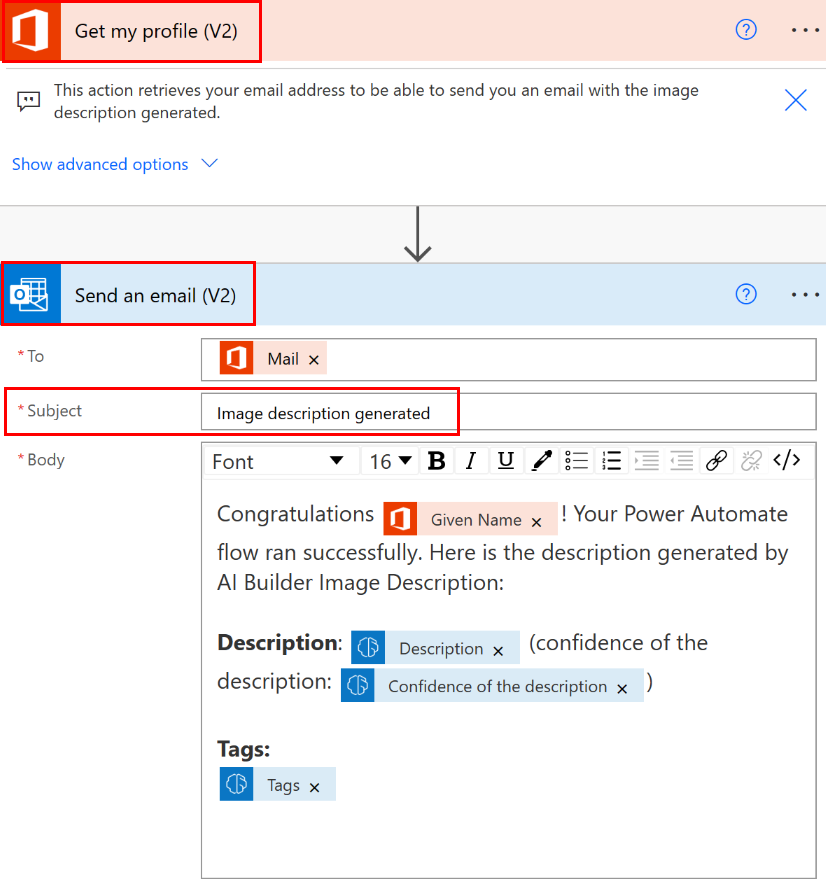 Get my profile (V2)
This action retrieves your email address to be able to send you an email with the image
description generated.
Show advanced options
Send an email (V2)
* To Mail ×
* Subject Image description generated
* Body
Font 16 B I U </>
Congratulations Given Name × ! Your Power Automate
flow ran successfully. Here is the description generated by
AI Builder Image Description:
Description: Description × (confidence of the
description: Confidence of the description × )
Tags:
Tags ×